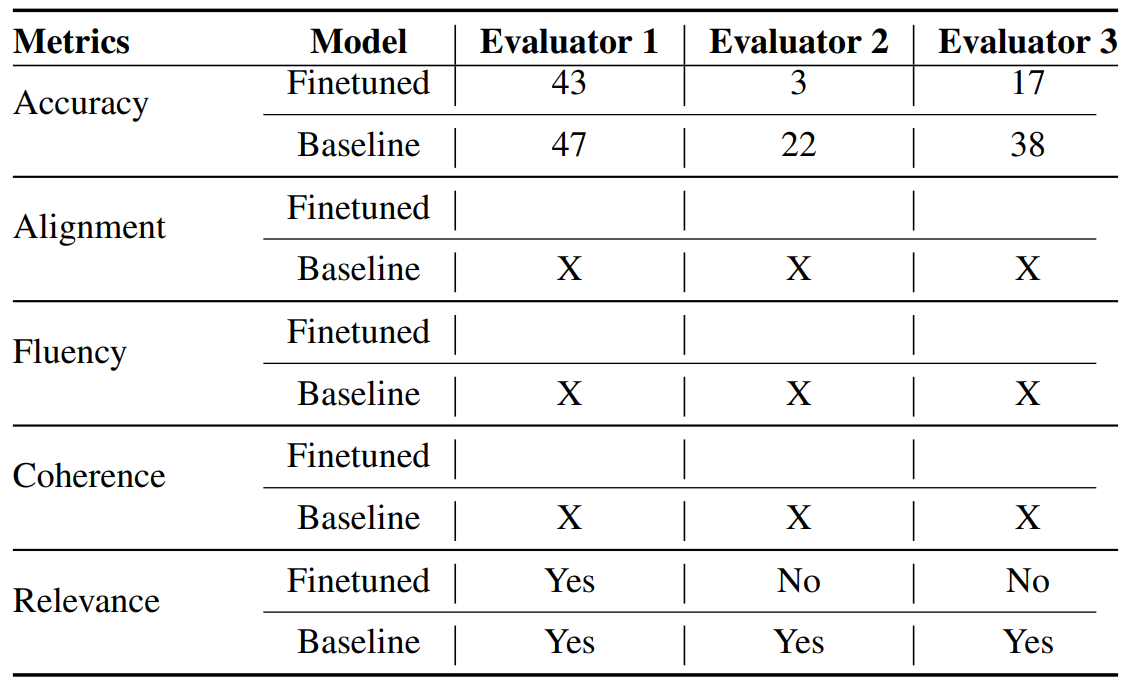 Metrics Model Evaluator 1 Evaluator 2 Evaluator 3
Accuracy Finetuned 43 3 17
Baseline 47 22 38
Alignment Finetuned
Baseline X X X
Fluency Finetuned
Baseline X X X
Coherence Finetuned
Baseline X X X
Relevance Finetuned Yes No No
Baseline Yes Yes Yes